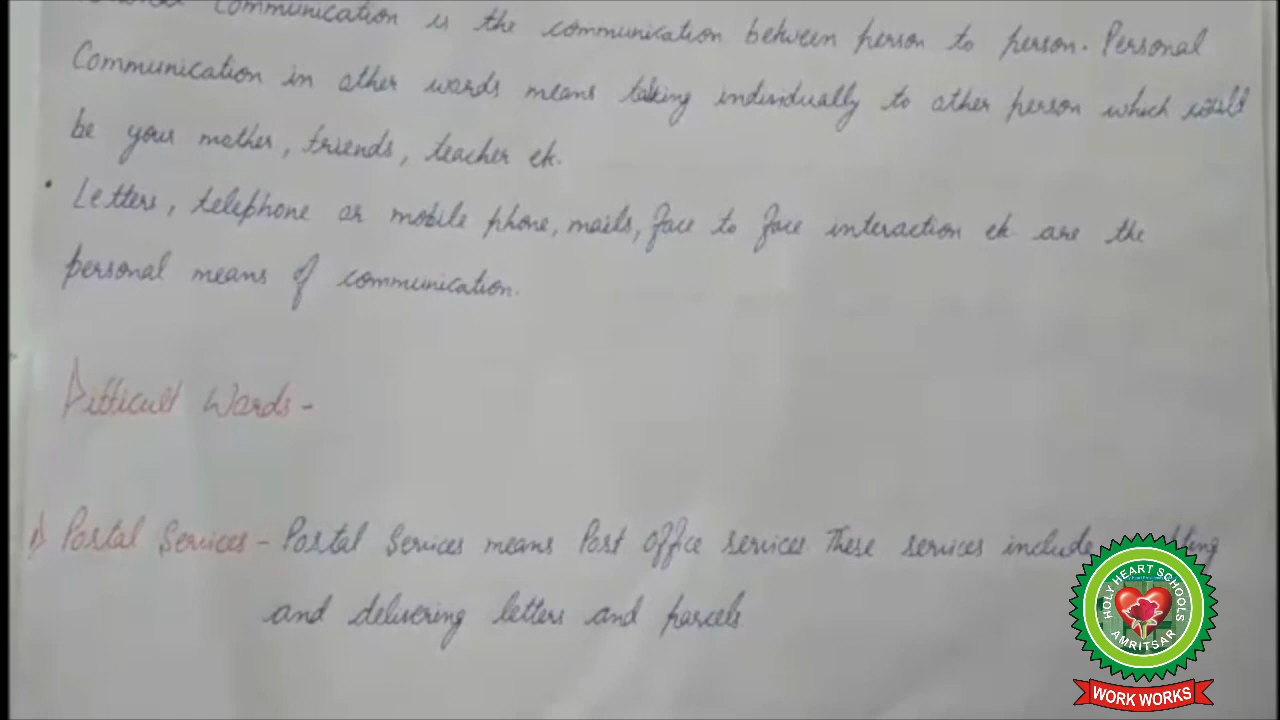 Communication is the communication between person to person. Personal
Communication in other words means talking individually to other person which could
be your mother, friends, teacher etc.
• Letters, telephone or mobile phone, mails, face to face interaction etc. are the
personal means of communication.
Difficult Words -
1) Postal Services - Postal Services means Post Office services These services include
and delivering letters and parcels
HOLY HEART SCHOOLS
AMRITSAR
WORK WORKS